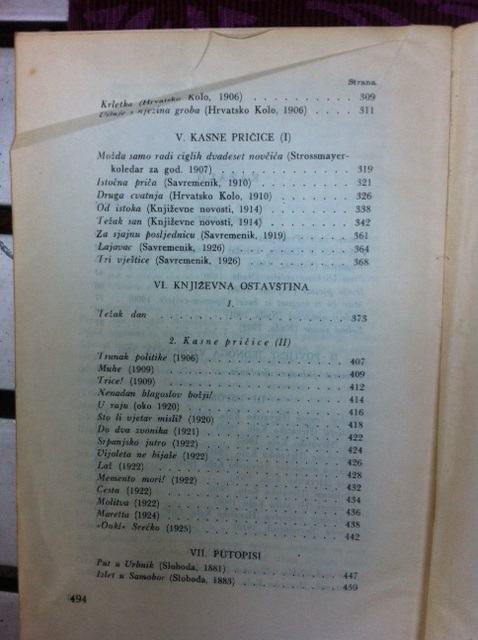 Strana
Krletka (Hrvatsko Kolo, 1906) . . . . . . . . . . 309
s njezina groba (Hrvatsko Kolo, 1906) . . . . . 311
V. KASNE PRIČICE (I)
Možda samo radi ciglih dvadeset novčića (Strossmayer-
koledar za god. 1907) . . . . . . . . . . 319
Istočna priča (Savremenik, 1910) . . . . . . . . . . 321
Druga cvatnja (Hrvatsko Kolo, 1910) . . . . . . . . 326
Od istoka (Književne novosti, 1914) . . . . . . . . 338
Težak san (Književne novosti, 1914) . . . . . . . . 342
Za sjajnu posljednicu (Savremenik, 1919) . . . . . . 361
Lajavac (Savremenik, 1926) . . . . . . . . . . 364
Tri vještice (Savremenik, 1926) . . . . . . . . . . 368
VI. KNJIŽEVNA OSTAVŠTINA
1.
Težak dan . . . . . . . . . . 373
2. Kasne pričice (II)
Trunak politike (1906) . . . . . . . . . . 407
Muhe (1909) . . . . . . . . . . 409
Trice! (1909) . . . . . . . . . . 412
Nenadan blagoslov božji! . . . . . . . . . . 414
U raju (oko 1920) . . . . . . . . . . 416
Što li vjetar misli? (1920) . . . . . . . . . . 418
Do dva zvonika (1921) . . . . . . . . . . 422
Srpanjsko jutro (1922) . . . . . . . . . . 424
Vijoleta ne bijaše (1922) . . . . . . . . . . 426
Laž (1922) . . . . . . . . . . 428
Memento mori! (1922) . . . . . . . . . . 432
Cesta (1922) . . . . . . . . . . 434
Molitva (1922) . . . . . . . . . . 436
Maretta (1924) . . . . . . . . . . 438
»Onkl« Srećko (1925) . . . . . . . . . . 442
VII. PUTOPISI
Put u Urbnik (Sloboda, 1881) . . . . . . . . . . 447
Izlet u Samobor (Sloboda, 1883) . . . . . . . . . . 459
494